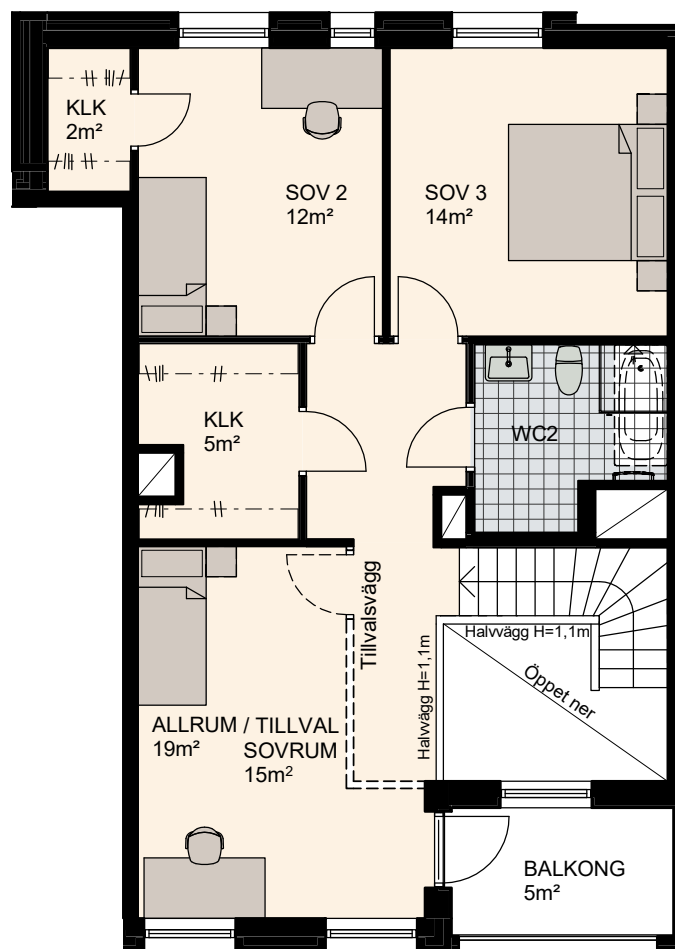 KLK
2m²
SOV 2
12m²
SOV 3
14m²
KLK
5m²
WC2
Tillvalsvägg
Halvvägg H=1,1m
Halvvägg H=1,1m
Öppet ner
ALLRUM / TILLVAL
19m²
SOVRUM
15m²
BALKONG
5m²